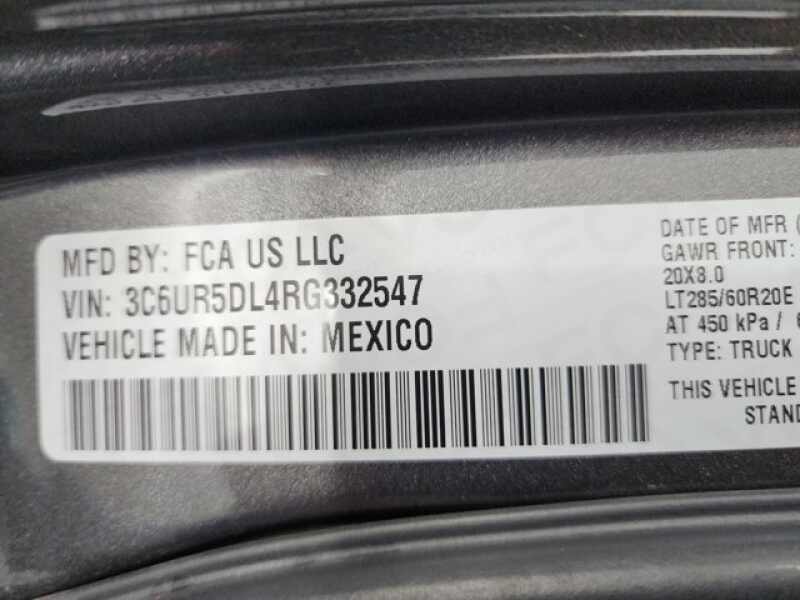 MFD BY: FCA US LLC
VIN: 3C6UR5DL4RG332547
VEHICLE MADE IN: MEXICO
DATE OF MFR (
GAWR FRONT:
20X8.0
LT285/60R20E
AT 450 kPa /
TYPE: TRUCK
THIS VEHICLE
STAND